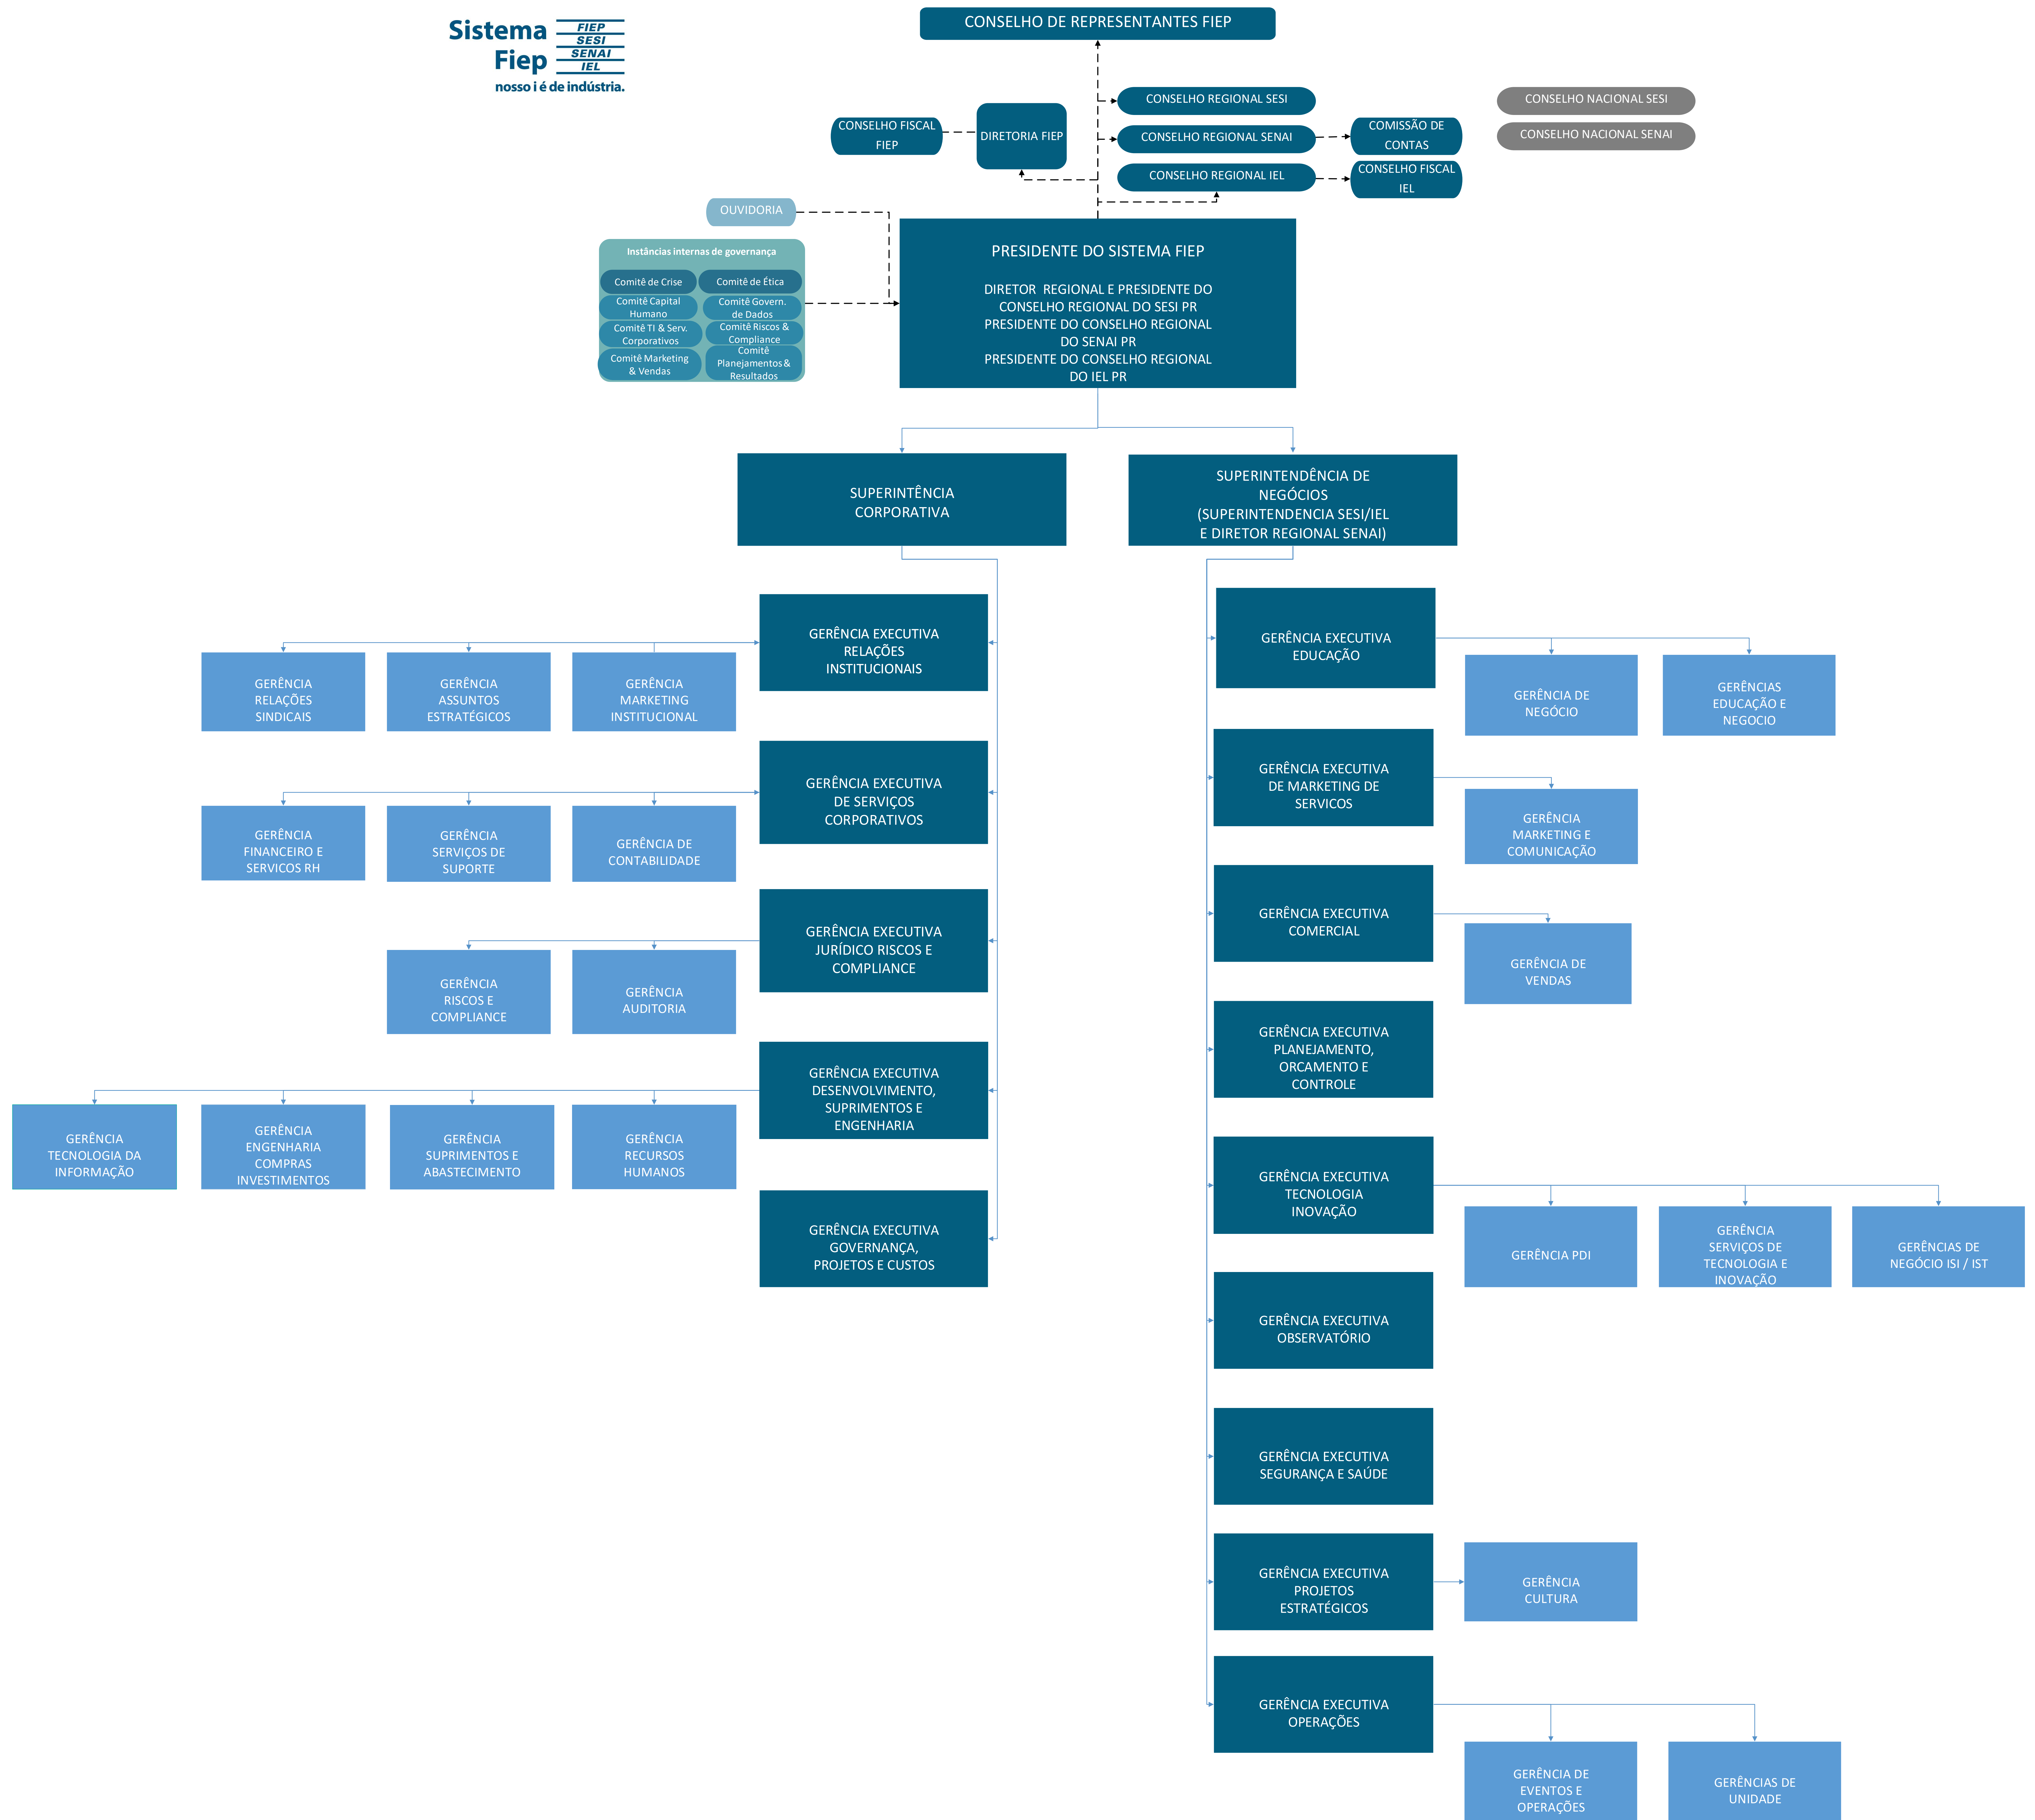 Sistema
Fiep
FIEP
SESI
SENAI
IEL
nosso i é de indústria.
CONSELHO DE REPRESENTANTES FIEP
CONSELHO REGIONAL SESI
CONSELHO NACIONAL SESI
CONSELHO FISCAL
FIEP
DIRETORIA FIEP
CONSELHO REGIONAL SENAI
COMISSÃO DE
CONTAS
CONSELHO NACIONAL SENAI
CONSELHO REGIONAL IEL
CONSELHO FISCAL
IEL
OUVIDORIA
Instâncias internas de governança
Comitê de Crise
Comitê de Ética
Comitê Capital
Humano
Comitê Govern.
de Dados
Comitê TI & Serv.
Corporativos
Comitê Riscos &
Compliance
Comitê Marketing
& Vendas
Comitê
Planejamentos &
Resultados
PRESIDENTE DO SISTEMA FIEP
DIRETOR  REGIONAL E PRESIDENTE DO
CONSELHO REGIONAL DO SESI PR
PRESIDENTE DO CONSELHO REGIONAL
DO SENAI PR
PRESIDENTE DO CONSELHO REGIONAL
DO IEL PR
SUPERINTÊNCIA
CORPORATIVA
SUPERINTENDÊNCIA DE
NEGÓCIOS
(SUPERINTENDENCIA SESI/IEL
E DIRETOR REGIONAL SENAI)
GERÊNCIA EXECUTIVA
RELAÇÕES
INSTITUCIONAIS
GERÊNCIA
RELAÇÕES
SINDICAIS
GERÊNCIA
ASSUNTOS
ESTRATÉGICOS
GERÊNCIA
MARKETING
INSTITUCIONAL
GERÊNCIA EXECUTIVA
DE SERVIÇOS
CORPORATIVOS
GERÊNCIA
FINANCEIRO E
SERVICOS RH
GERÊNCIA
SERVIÇOS DE
SUPORTE
GERÊNCIA DE
CONTABILIDADE
GERÊNCIA EXECUTIVA
JURÍDICO RISCOS E
COMPLIANCE
GERÊNCIA
RISCOS E
COMPLIANCE
GERÊNCIA
AUDITORIA
GERÊNCIA EXECUTIVA
DESENVOLVIMENTO,
SUPRIMENTOS E
ENGENHARIA
GERÊNCIA
TECNOLOGIA DA
INFORMAÇÃO
GERÊNCIA
ENGENHARIA
COMPRAS
INVESTIMENTOS
GERÊNCIA
SUPRIMENTOS E
ABASTECIMENTO
GERÊNCIA
RECURSOS
HUMANOS
GERÊNCIA EXECUTIVA
GOVERNANÇA,
PROJETOS E CUSTOS
GERÊNCIA EXECUTIVA
EDUCAÇÃO
GERÊNCIA DE
NEGÓCIO
GERÊNCIAS
EDUCAÇÃO E
NEGOCIO
GERÊNCIA EXECUTIVA
DE MARKETING DE
SERVICOS
GERÊNCIA
MARKETING E
COMUNICAÇÃO
GERÊNCIA EXECUTIVA
COMERCIAL
GERÊNCIA DE
VENDAS
GERÊNCIA EXECUTIVA
PLANEJAMENTO,
ORCAMENTO E
CONTROLE
GERÊNCIA EXECUTIVA
TECNOLOGIA
INOVAÇÃO
GERÊNCIA PDI
GERÊNCIA
SERVIÇOS DE
TECNOLOGIA E
INOVAÇÃO
GERÊNCIAS DE
NEGÓCIO ISI / IST
GERÊNCIA EXECUTIVA
OBSERVATÓRIO
GERÊNCIA EXECUTIVA
SEGURANÇA E SAÚDE
GERÊNCIA EXECUTIVA
PROJETOS
ESTRATÉGICOS
GERÊNCIA
CULTURA
GERÊNCIA EXECUTIVA
OPERAÇÕES
GERÊNCIA DE
EVENTOS E
OPERAÇÕES
GERÊNCIAS DE
UNIDADE